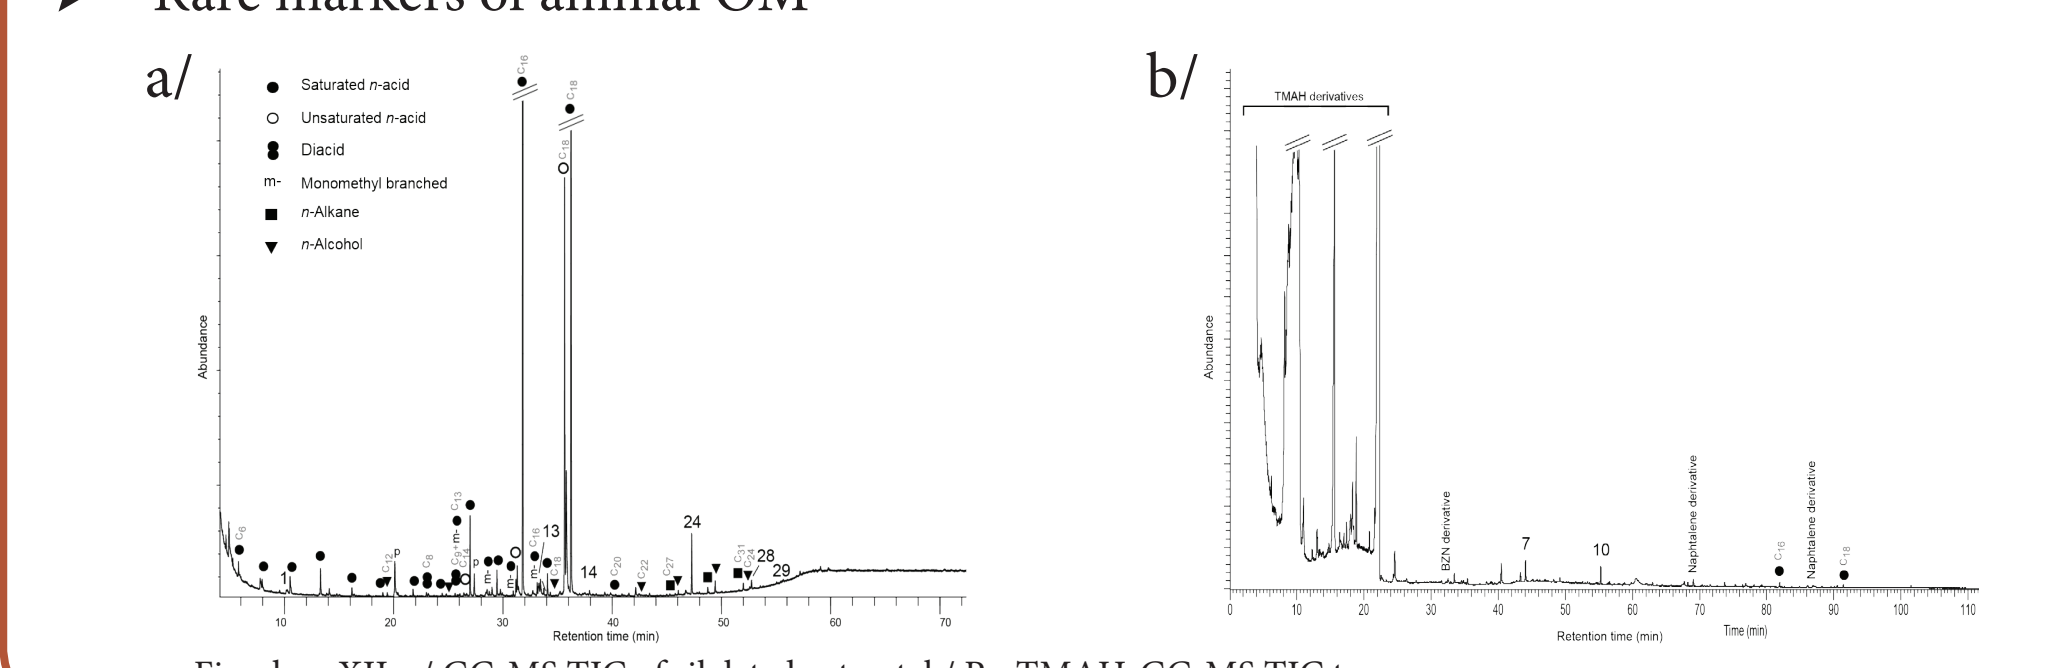 Rare markers of animal OM
a/
Saturated n-acid
Unsaturated n-acid
Diacid
m- Monomethyl branched
n-Alkane
n-Alcohol
Abundance
C16
C18
C18
C6
1
C12
p
C8
C13
C9+m-
C14
p
m-
m-
m-
C16
13
C18
14
C20
C22
C27
24
C31
C24
28
29
10 20 30 40 50 60 70
Retention time (min)
b/
TMAH derivatives
Abundance
BZN derivative
7
10
Naphtalene derivative
C16
Naphtalene derivative
C18
0 10 20 30 40 50 60 70 80 90 100 110
Retention time (min)
Time (min)